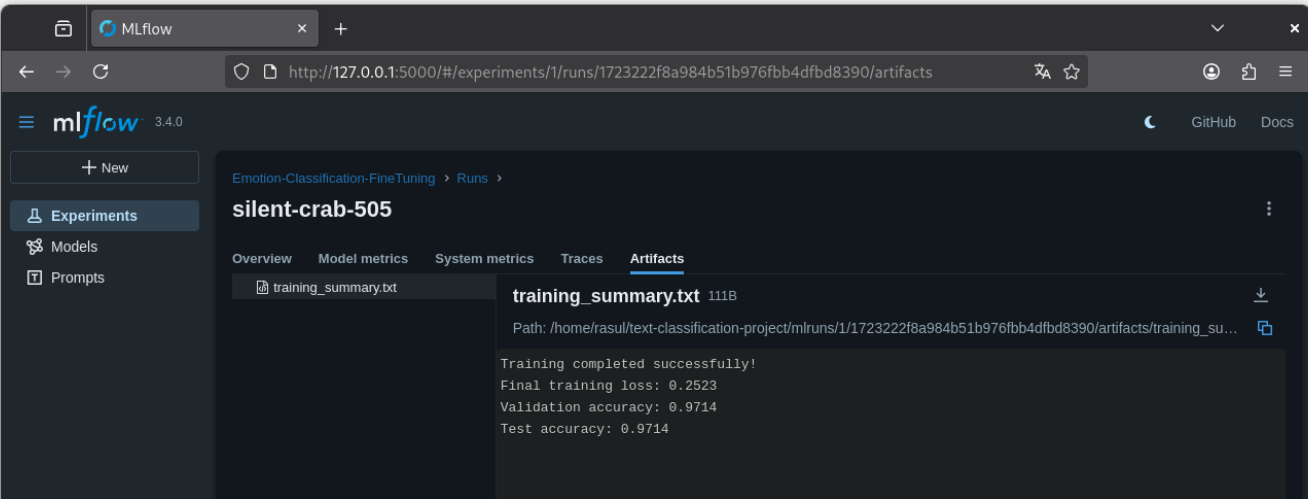 MLflow
http://127.0.0.1:5000/#/experiments/1/runs/1723222f8a984b51b976fbb4dfbd8390/artifacts
mlflow 3.4.0
GitHub
Docs
New
Experiments
Models
Prompts
Emotion-Classification-FineTuning > Runs >
silent-crab-505
Overview
Model metrics
System metrics
Traces
Artifacts
training_summary.txt
training_summary.txt 111B
Path: /home/rasul/text-classification-project/mlruns/1/1723222f8a984b51b976fbb4dfbd8390/artifacts/training_su...
Training completed successfully!
Final training loss: 0.2523
Validation accuracy: 0.9714
Test accuracy: 0.9714